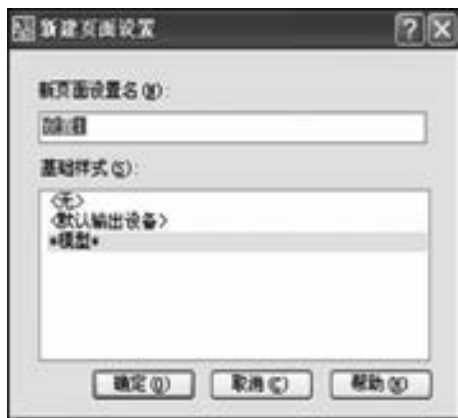 新建页面设置
新页面设置名(N):
基础样式(S):
<无>
<默认输出设备>
*模型*
确定(O)
取消(C)
帮助(H)